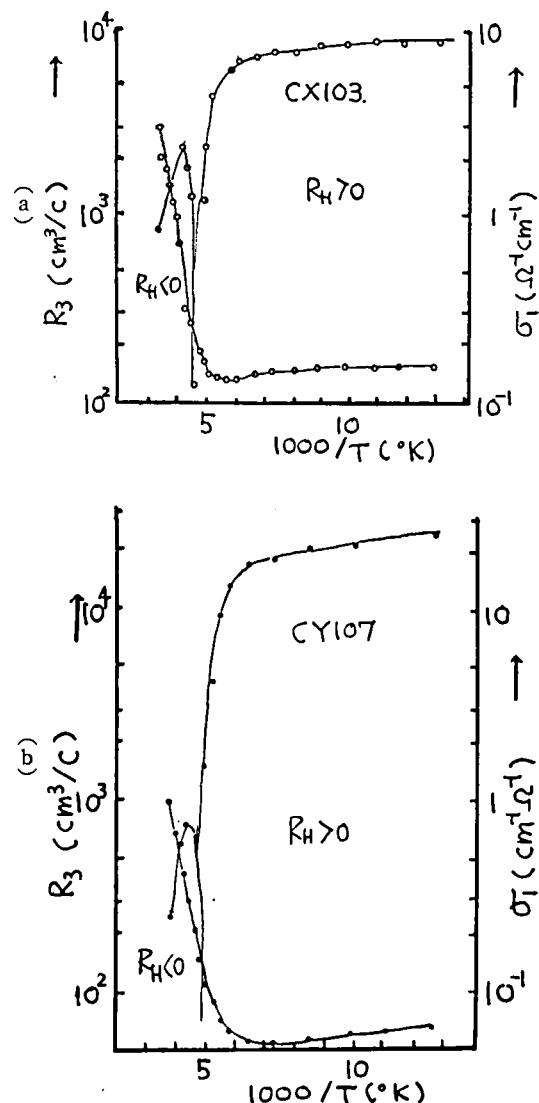 (a)
R₃ (cm³/C) →
10⁴
10³
10²
CX103.
R_H>0
R_H<0
5
10
1000/T (°K)
10
1
10⁻¹
σ₁ (Ω⁻¹cm⁻¹) →
(b)
R₃ (cm³/C) →
10⁴
10³
10²
CY107
R_H>0
R_H<0
5
10
1000/T (°K)
10
1
10⁻¹
σ₁ (cm⁻¹Ω⁻¹) →